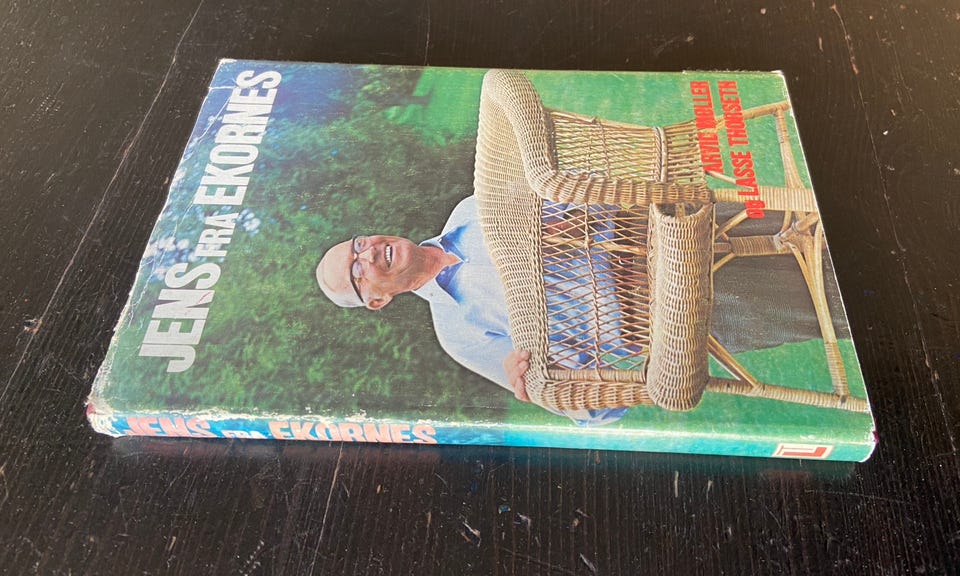 JENS FRA EKORNES
ARVID MØLLER
og LASSE THORSETH
JENS FRA EKORNES